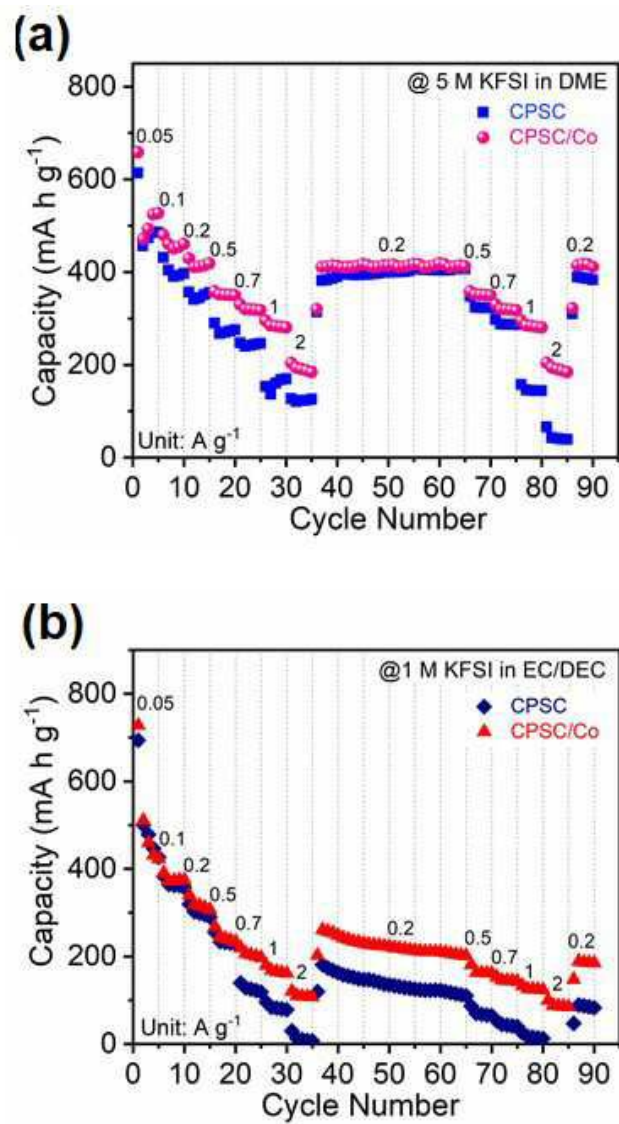 (a)
800
600
400
200
0
Capacity (mA h g⁻¹)
@ 5 M KFSI in DME
CPSC
CPSC/Co
0.05
0.1
0.2
0.5
0.7
1
2
0.2
0.5
0.7
1
2
0.2
Unit: A g⁻¹
0 10 20 30 40 50 60 70 80 90
Cycle Number
(b)
800
600
400
200
0
Capacity (mA h g⁻¹)
@1 M KFSI in EC/DEC
CPSC
CPSC/Co
0.05
0.1
0.2
0.5
0.7
1
2
0.2
0.5
0.7
1
2
0.2
Unit: A g⁻¹
0 10 20 30 40 50 60 70 80 90
Cycle Number